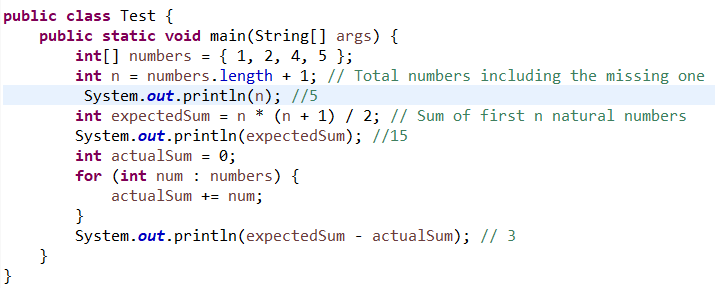 public class Test {
    public static void main(String[] args) {
        int[] numbers = { 1, 2, 4, 5 };
        int n = numbers.length + 1; // Total numbers including the missing one
         System.out.println(n); //5
        int expectedSum = n * (n + 1) / 2; // Sum of first n natural numbers
        System.out.println(expectedSum); //15
        int actualSum = 0;
        for (int num : numbers) {
            actualSum += num;
        }
        System.out.println(expectedSum - actualSum); // 3
    }
}